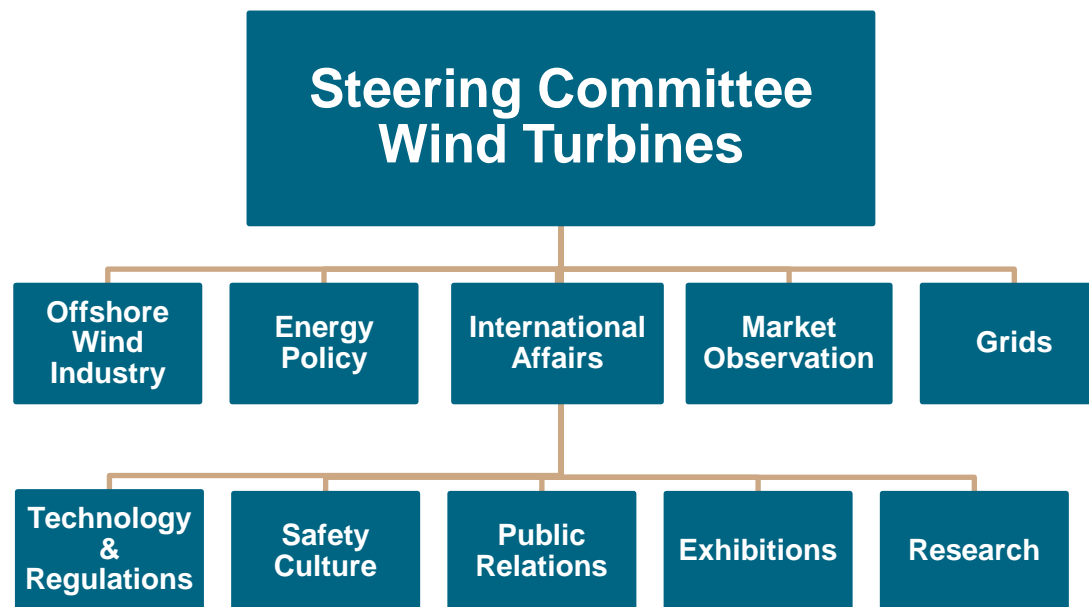 Steering Committee
Wind Turbines
Offshore
Wind
Industry
Energy
Policy
International
Affairs
Market
Observation
Grids
Technology
&
Regulations
Safety
Culture
Public
Relations
Exhibitions
Research